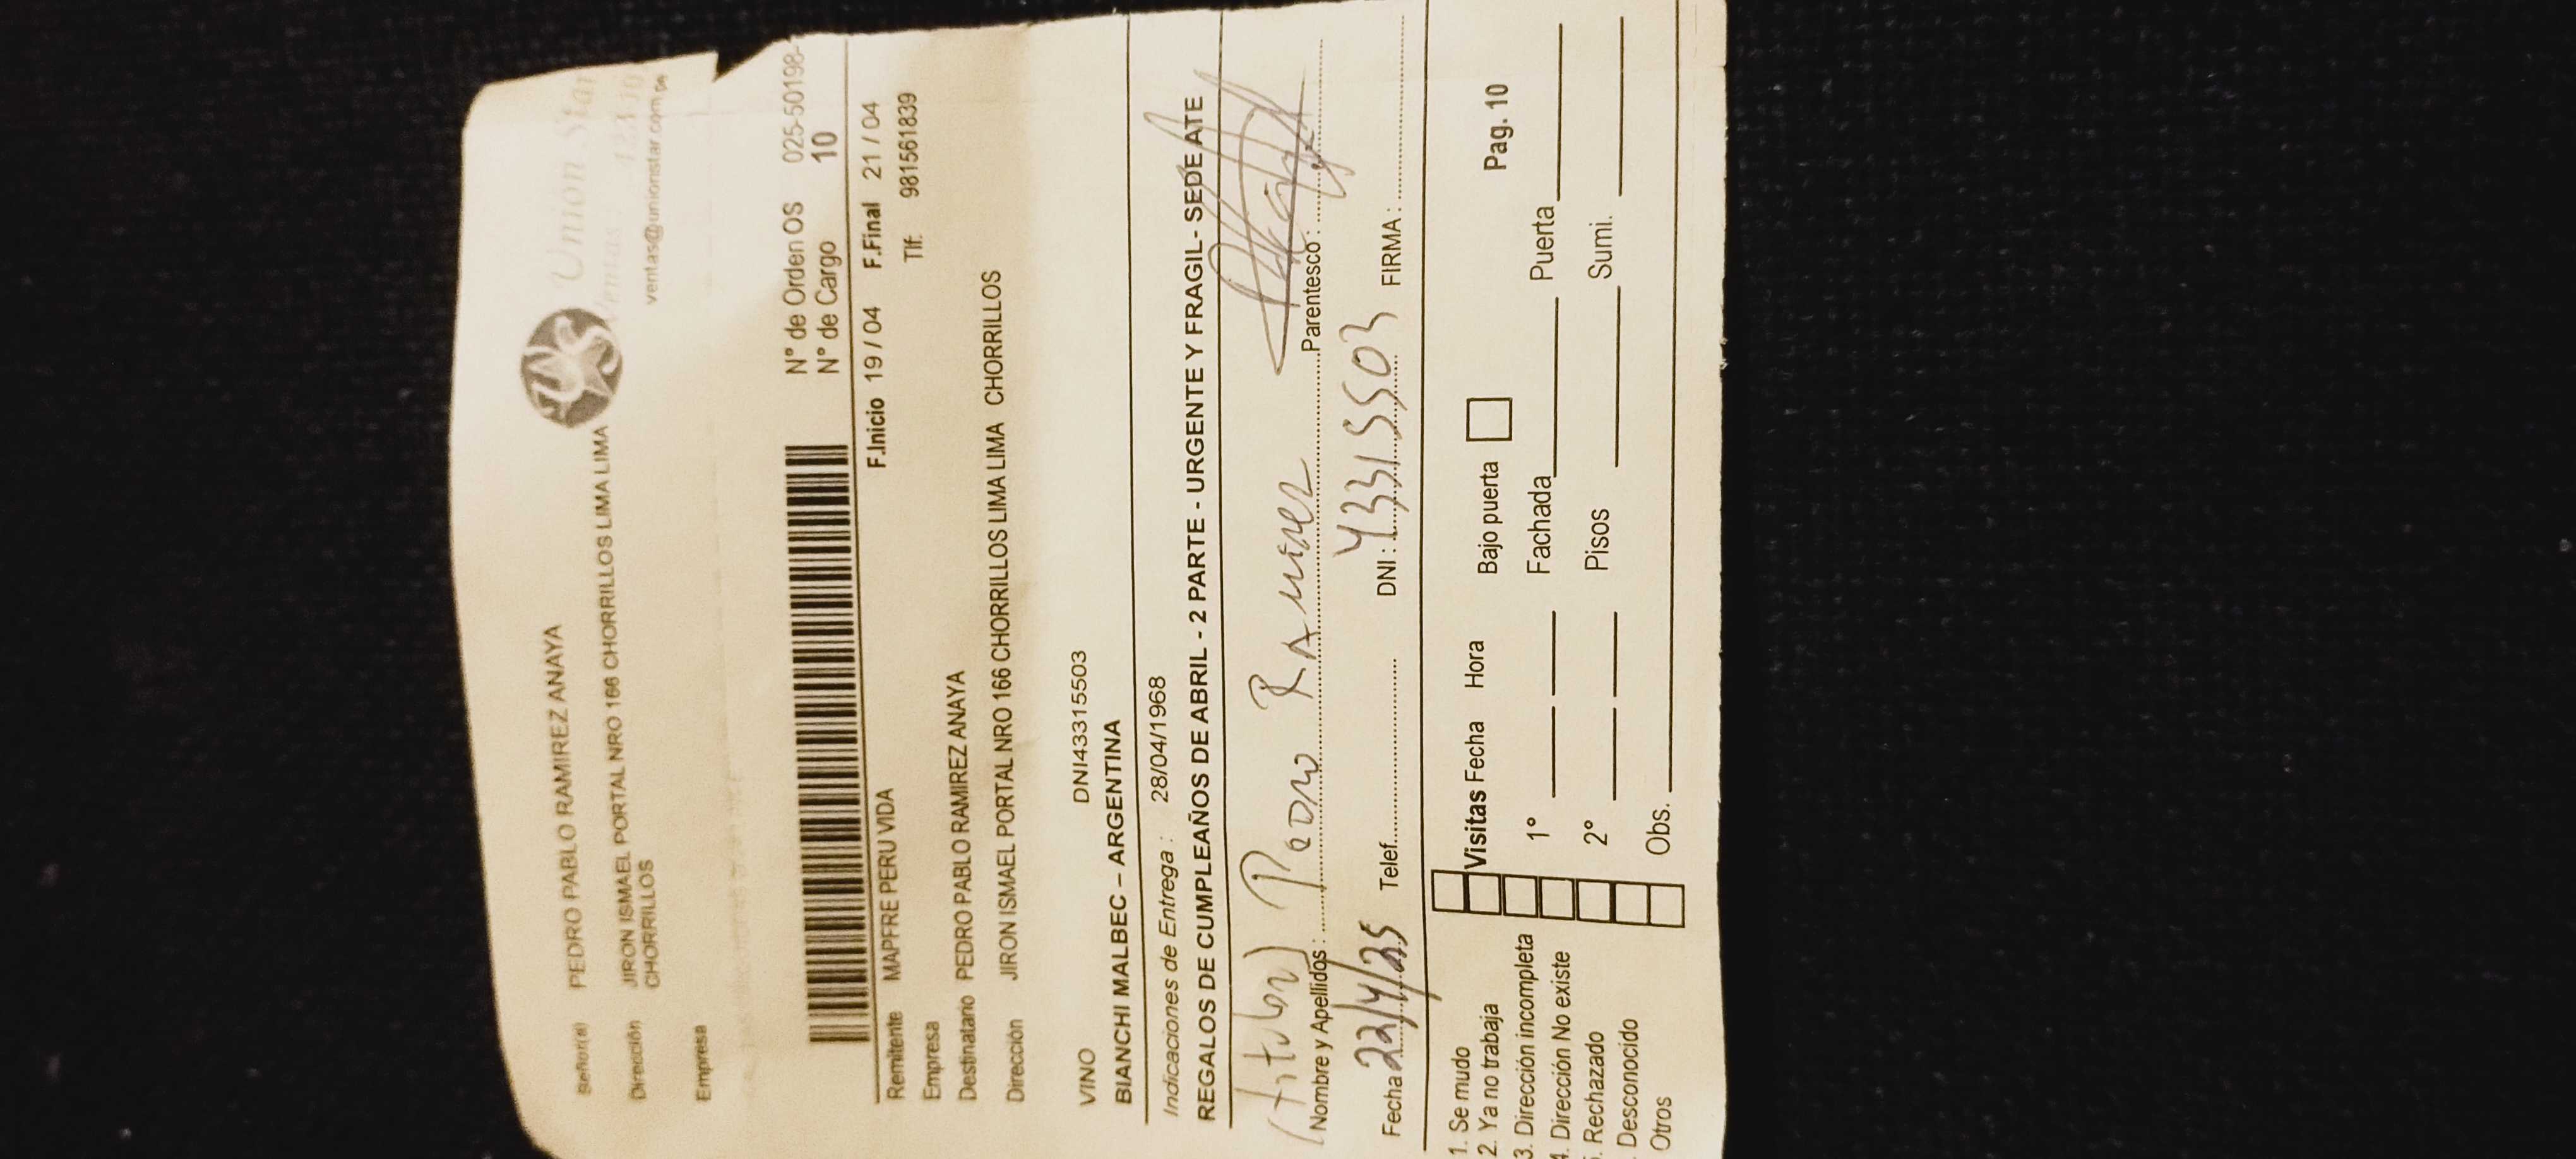 Señor(a) PEDRO PABLO RAMIREZ ANAYA
Dirección JIRON ISMAEL PORTAL NRO 166 CHORRILLOS LIMA LIMA
CHORRILLOS
Empresa
Union Star
ventas@unionstar.com.pe
N° de Orden OS 025-50198-
N° de Cargo 10
F.Inicio 19 / 04 F.Final 21 / 04
Remitente MAPFRE PERU VIDA Tlf. 981561839
Empresa
Destinatario PEDRO PABLO RAMIREZ ANAYA
Dirección JIRON ISMAEL PORTAL NRO 166 CHORRILLOS LIMA LIMA CHORRILLOS
VINO DNI43315503
BIANCHI MALBEC – ARGENTINA
Indicaciones de Entrega : 28/04/1968
REGALOS DE CUMPLEAÑOS DE ABRIL - 2 PARTE - URGENTE Y FRAGIL- SEDE ATE
(titular) Pedro Ramirez
Nombre y Apellidos : Parentesco :
Fecha 22/4/25 Telef. DNI : 43315503 FIRMA :
1. Se mudo
2. Ya no trabaja
3. Dirección incompleta
4. Dirección No existe
. Rechazado
. Desconocido
Otros
Visitas Fecha Hora Bajo puerta Pag. 10
1° Fachada Puerta
2° Pisos Sumi.
Obs.